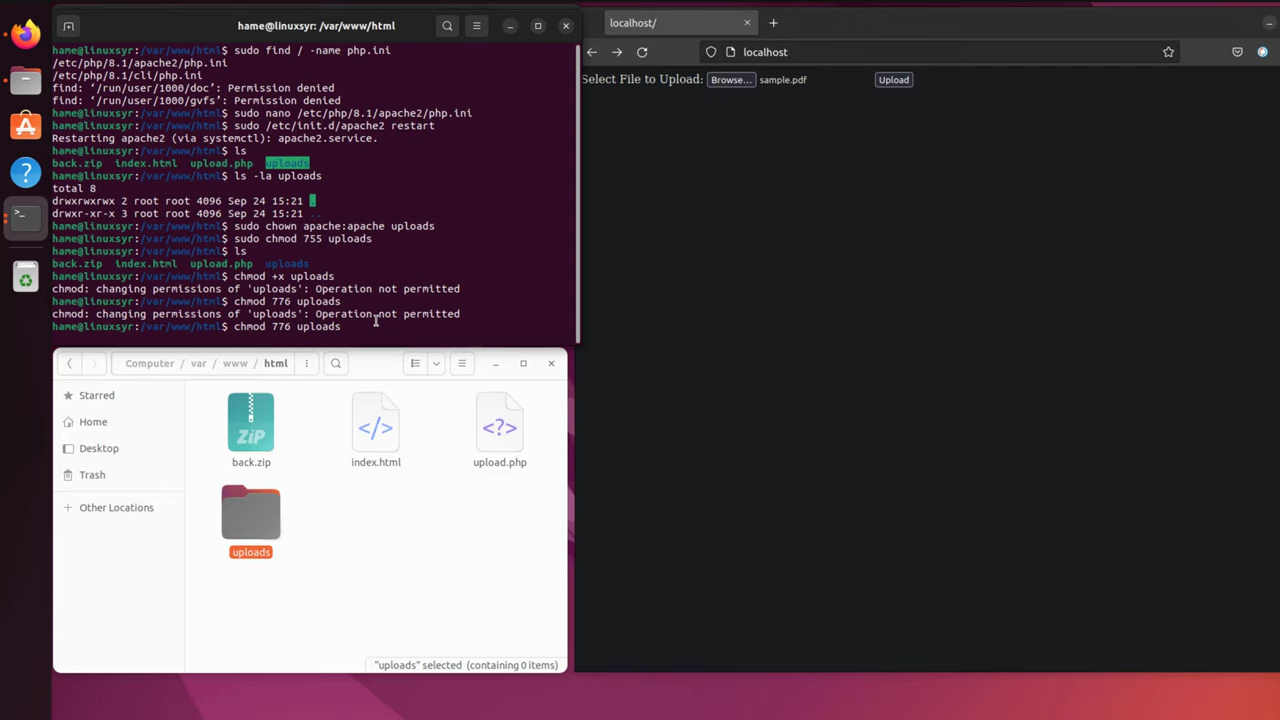 hame@linuxsyr: /var/www/html
hame@linuxsyr:/var/www/html$ sudo find / -name php.ini
/etc/php/8.1/apache2/php.ini
/etc/php/8.1/cli/php.ini
find: ‘/run/user/1000/doc’: Permission denied
find: ‘/run/user/1000/gvfs’: Permission denied
hame@linuxsyr:/var/www/html$ sudo nano /etc/php/8.1/apache2/php.ini
hame@linuxsyr:/var/www/html$ sudo /etc/init.d/apache2 restart
Restarting apache2 (via systemctl): apache2.service.
hame@linuxsyr:/var/www/html$ ls
back.zip index.html upload.php uploads
hame@linuxsyr:/var/www/html$ ls -la uploads
total 8
drwxrwxrwx 2 root root 4096 Sep 24 15:21 .
drwxr-xr-x 3 root root 4096 Sep 24 15:21 ..
hame@linuxsyr:/var/www/html$ sudo chown apache:apache uploads
hame@linuxsyr:/var/www/html$ sudo chmod 755 uploads
hame@linuxsyr:/var/www/html$ ls
back.zip index.html upload.php uploads
hame@linuxsyr:/var/www/html$ chmod +x uploads
chmod: changing permissions of 'uploads': Operation not permitted
hame@linuxsyr:/var/www/html$ chmod 776 uploads
chmod: changing permissions of 'uploads': Operation not permitted
hame@linuxsyr:/var/www/html$ chmod 776 uploads
Computer / var / www / html
Starred
Home
Desktop
Trash
+ Other Locations
ZIP
back.zip
</>
index.html
<?>
upload.php
uploads
"uploads" selected (containing 0 items)
localhost/
localhost
Select File to Upload: Browse... sample.pdf Upload